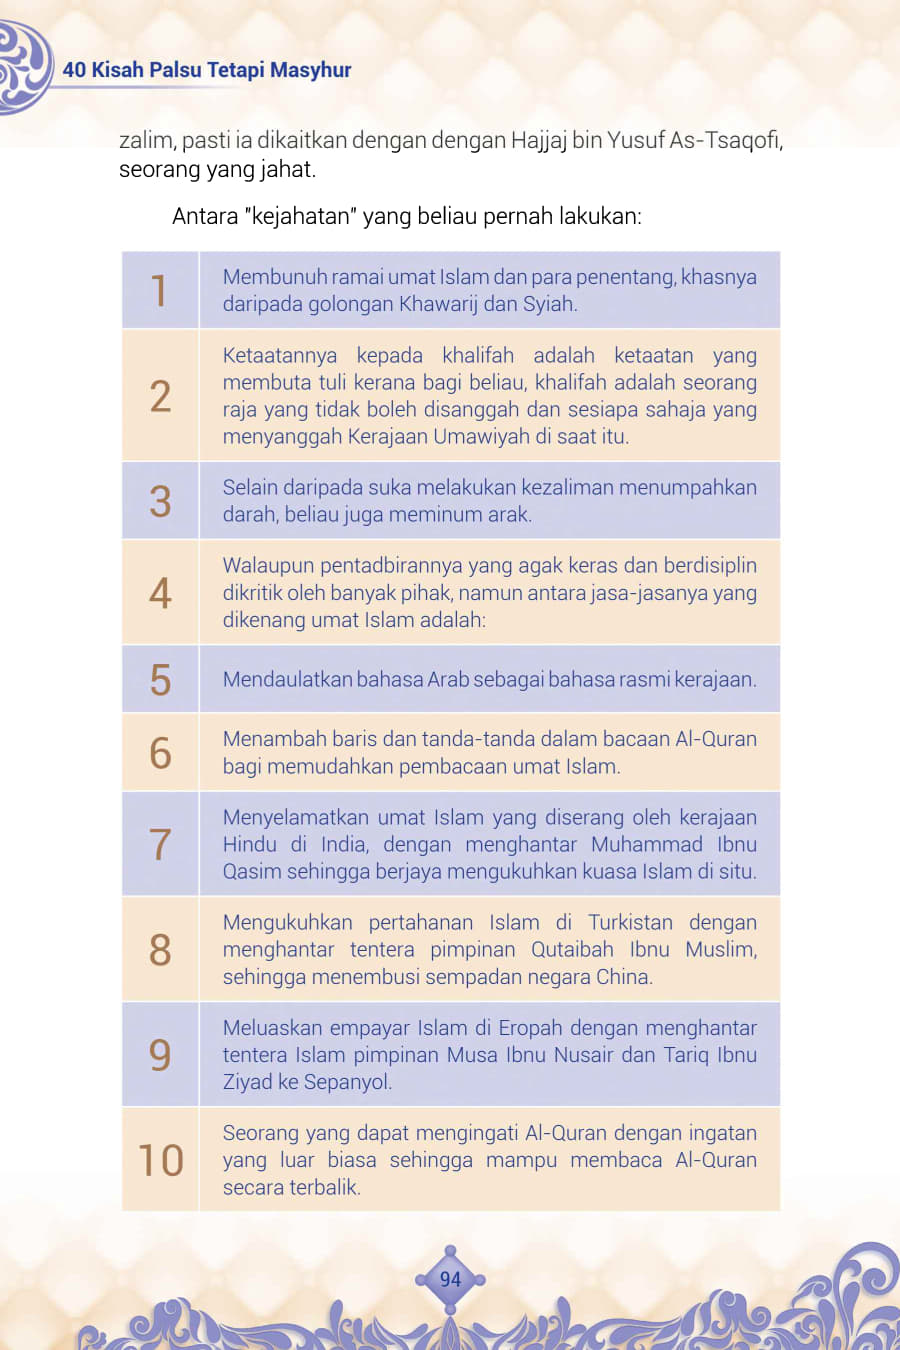 40 Kisah Palsu Tetapi Masyhur
zalim, pasti ia dikaitkan dengan dengan Hajjaj bin Yusuf As-Tsaqofi,
seorang yang jahat.
Antara "kejahatan" yang beliau pernah lakukan:
1
Membunuh ramai umat Islam dan para penentang, khasnya
daripada golongan Khawarij dan Syiah.
2
Ketaatannya kepada khalifah adalah ketaatan yang
membuta tuli kerana bagi beliau, khalifah adalah seorang
raja yang tidak boleh disanggah dan sesiapa sahaja yang
menyanggah Kerajaan Umawiyah di saat itu.
3
Selain daripada suka melakukan kezaliman menumpahkan
darah, beliau juga meminum arak.
4
Walaupun pentadbirannya yang agak keras dan berdisiplin
dikritik oleh banyak pihak, namun antara jasa-jasanya yang
dikenang umat Islam adalah:
5
Mendaulatkan bahasa Arab sebagai bahasa rasmi kerajaan.
6
Menambah baris dan tanda-tanda dalam bacaan Al-Quran
bagi memudahkan pembacaan umat Islam.
7
Menyelamatkan umat Islam yang diserang oleh kerajaan
Hindu di India, dengan menghantar Muhammad Ibnu
Qasim sehingga berjaya mengukuhkan kuasa Islam di situ.
8
Mengukuhkan pertahanan Islam di Turkistan dengan
menghantar tentera pimpinan Qutaibah Ibnu Muslim,
sehingga menembusi sempadan negara China.
9
Meluaskan empayar Islam di Eropah dengan menghantar
tentera Islam pimpinan Musa Ibnu Nusair dan Tariq Ibnu
Ziyad ke Sepanyol.
10
Seorang yang dapat mengingati Al-Quran dengan ingatan
yang luar biasa sehingga mampu membaca Al-Quran
secara terbalik.
94